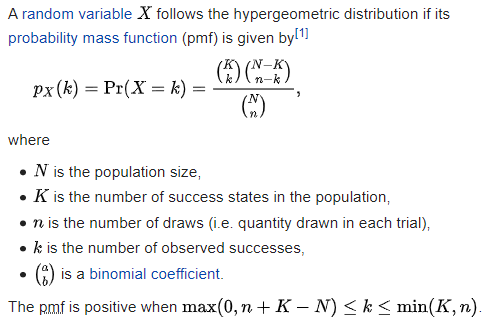 A random variable X follows the hypergeometric distribution if its
probability mass function (pmf) is given by[1]
p_X(k) = Pr(X = k) = \frac{\binom{K}{k}\binom{N-K}{n-k}}{\binom{N}{n}},
where
• N is the population size,
• K is the number of success states in the population,
• n is the number of draws (i.e. quantity drawn in each trial),
• k is the number of observed successes,
• \binom{a}{b} is a binomial coefficient.
The pmf is positive when max(0, n + K − N) ≤ k ≤ min(K, n).